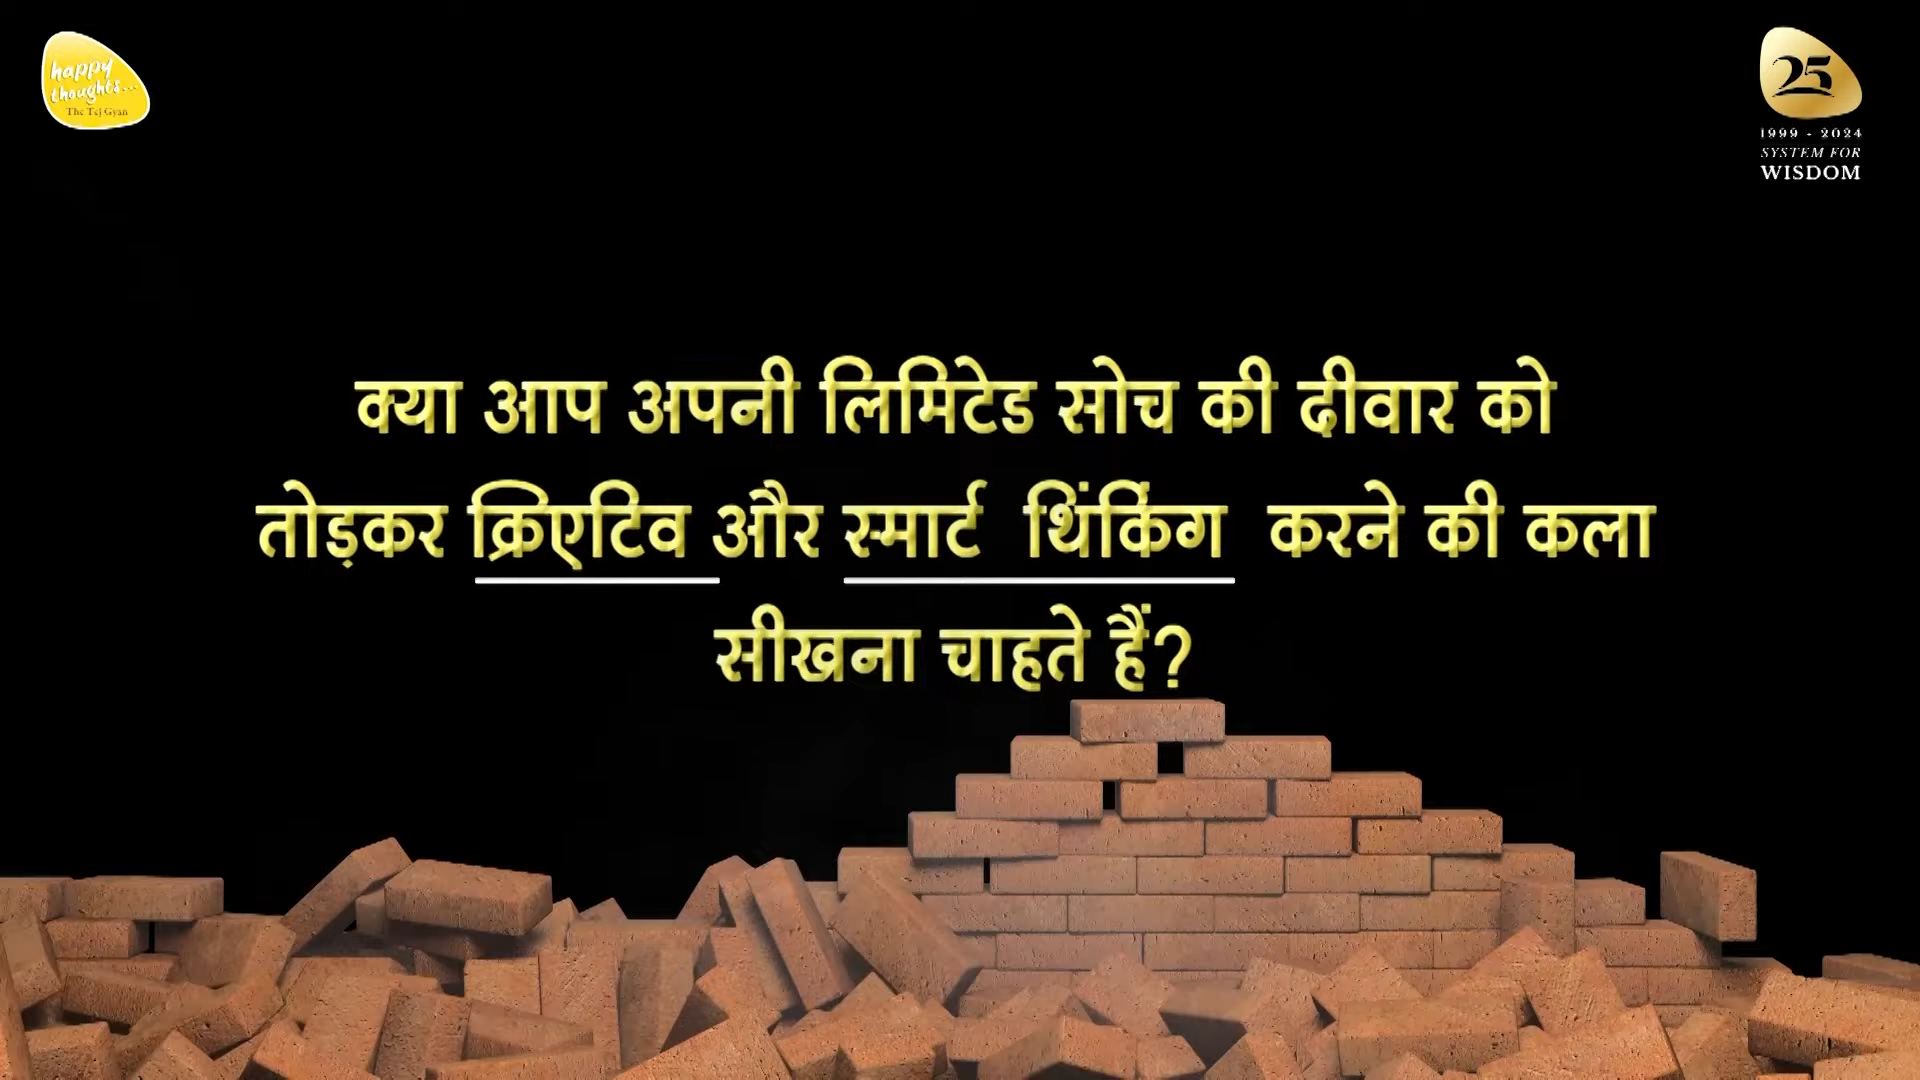 happy
thoughts...
The Tej Gyan
25
1999 - 2024
SYSTEM FOR
WISDOM
क्या आप अपनी लिमिटेड सोच की दीवार को
तोड़कर क्रिएटिव और स्मार्ट थिंकिंग करने की कला
सीखना चाहते हैं?